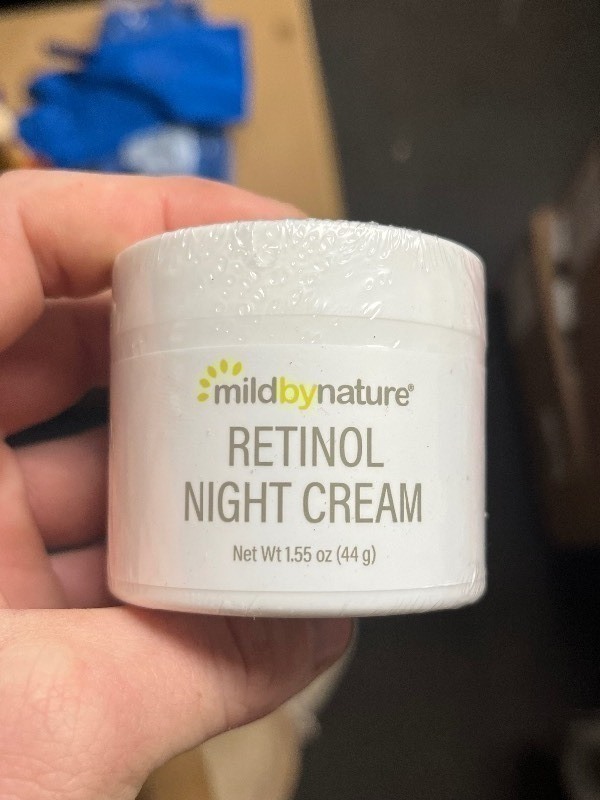 mildbynature®
RETINOL
NIGHT CREAM
Net Wt 1.55 oz (44 g)